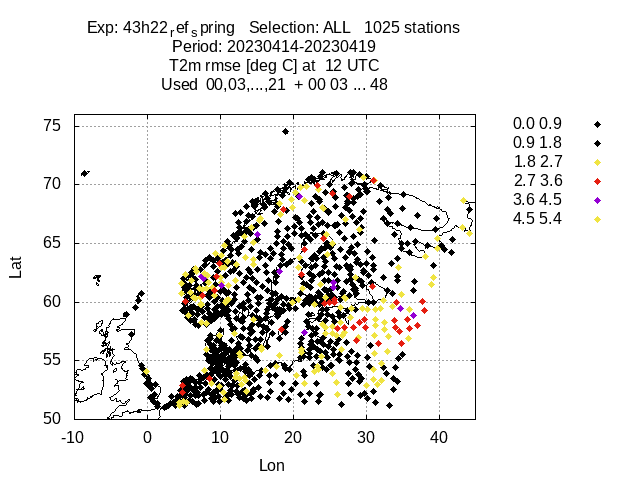 Exp: 43h22refspring   Selection: ALL   1025 stations
Period: 20230414-20230419
T2m rmse [deg C] at  12 UTC
Used  00,03,...,21  + 00 03 ... 48
0.0 0.9
0.9 1.8
1.8 2.7
2.7 3.6
3.6 4.5
4.5 5.4
75
70
65
60
55
50
Lat
-10 0 10 20 30 40
Lon